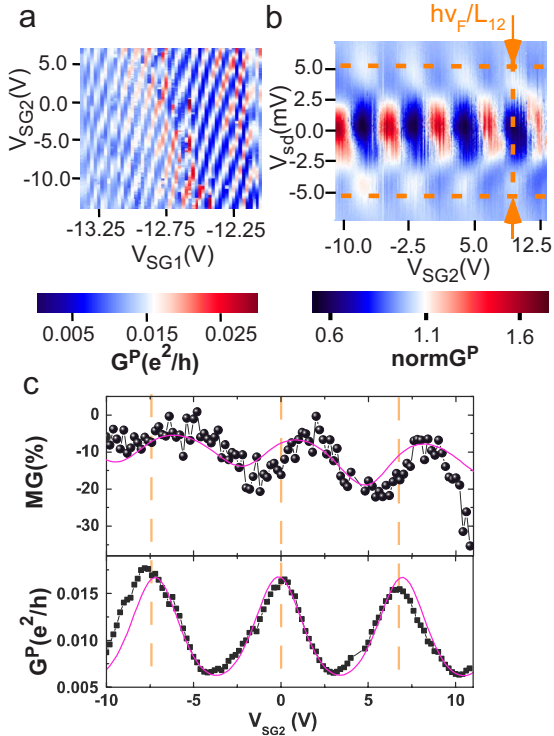 a
b
hν_F/L_12
V_SG2(V)
0.0
-5.0
-10.0
5.0
-13.25 -12.75 -12.25
V_SG1(V)
V_sd(mV)
5.0
2.5
0.0
-2.5
-5.0
-10.0 -2.5 5.0 12.5
V_SG2(V)
0.005 0.015 0.030
G^P(e^2/h)
0.6 1.1 1.6
normG^P
c
MG(%)
0
-10
-20
-30
G^P(e^2/h)
0.015
0.010
0.005
-10 -5 0 5 10
V_SG2 (V)